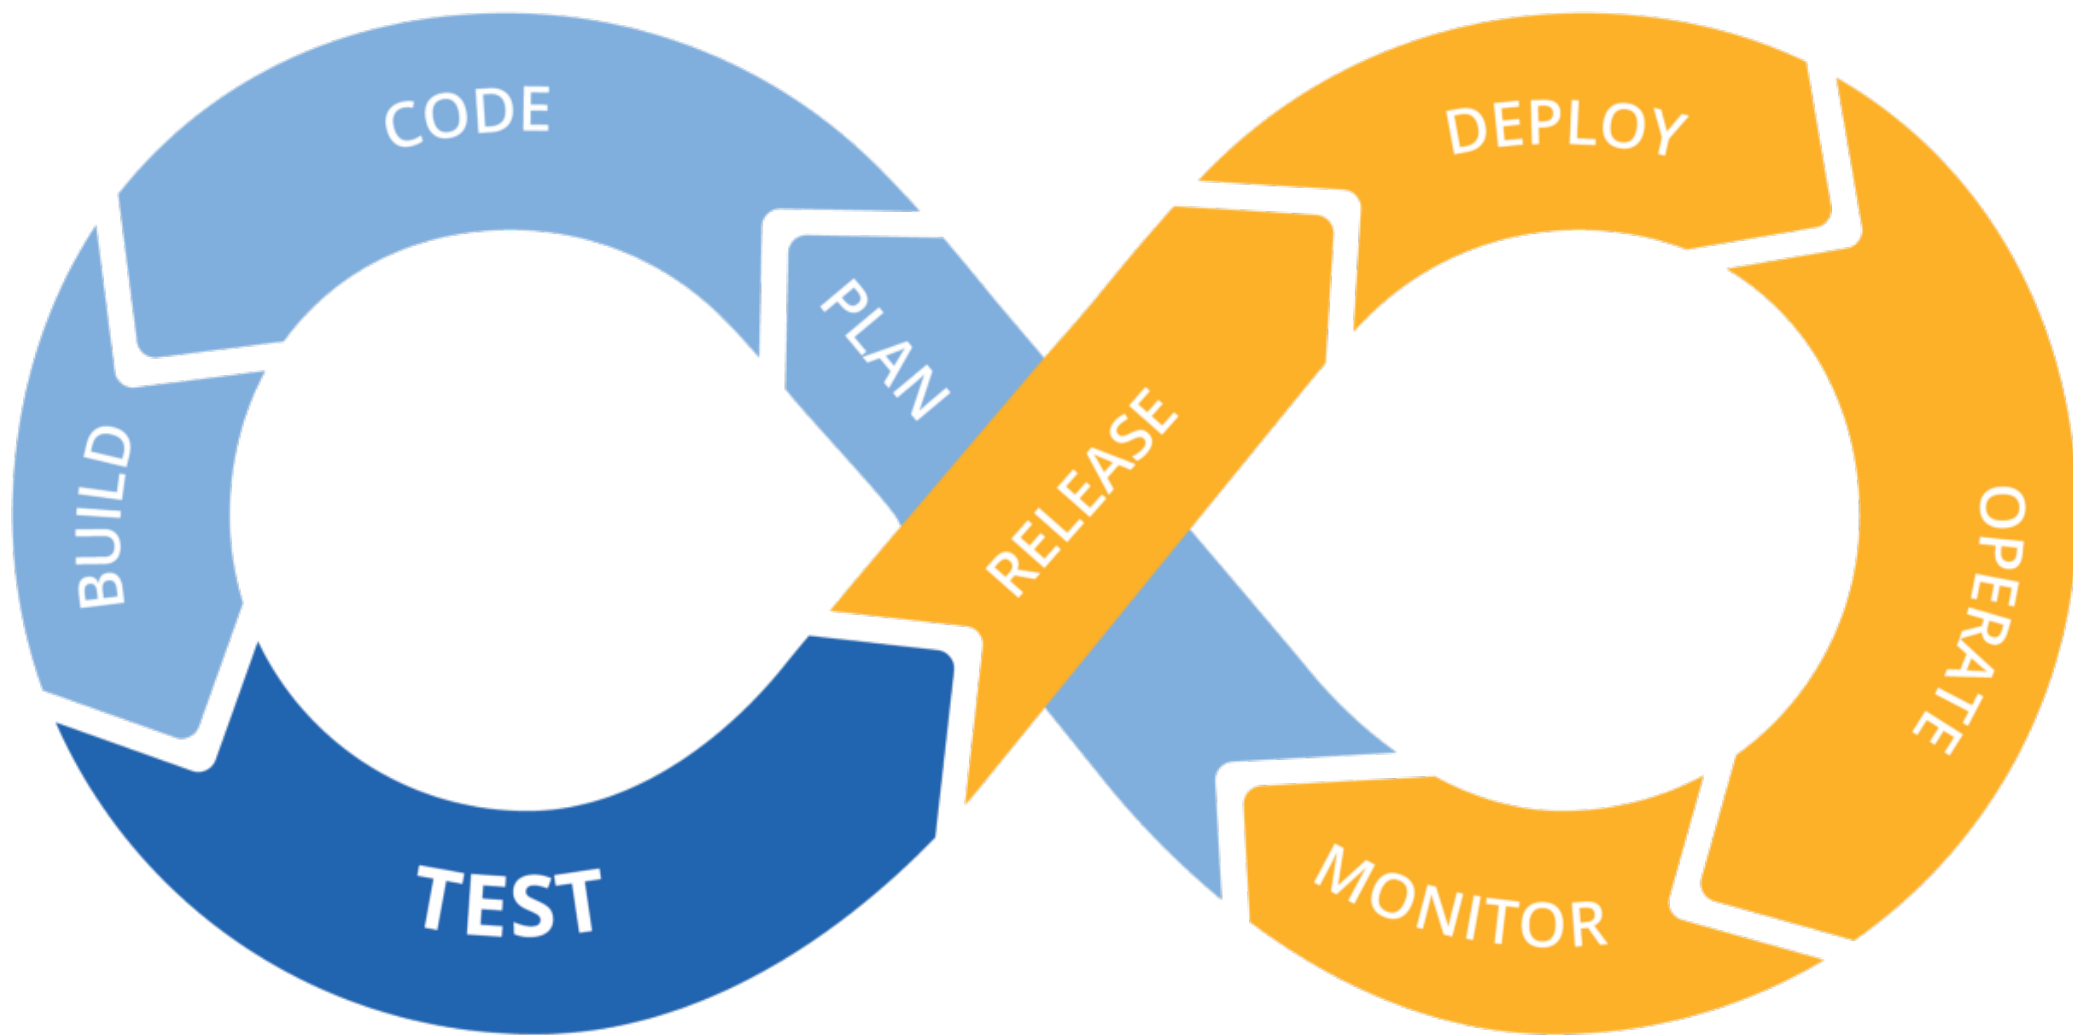 PLAN
CODE
BUILD
TEST
RELEASE
DEPLOY
OPERATE
MONITOR